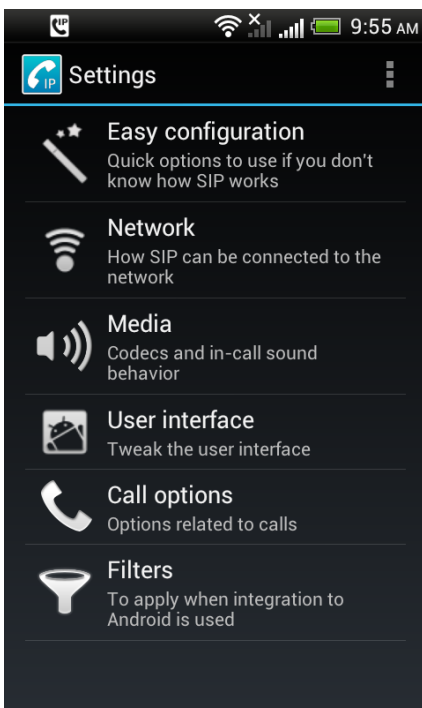 9:55 AM
IP
Settings
Easy configuration
Quick options to use if you don't
know how SIP works
Network
How SIP can be connected to the
network
Media
Codecs and in-call sound
behavior
User interface
Tweak the user interface
Call options
Options related to calls
Filters
To apply when integration to
Android is used